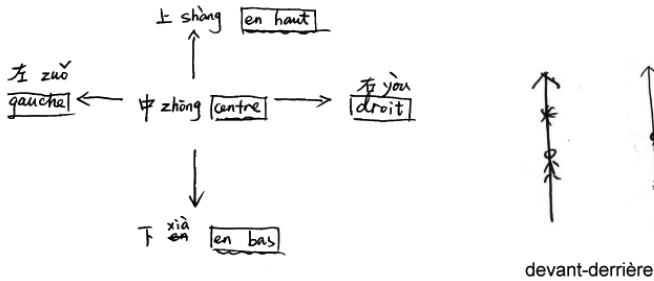 上 shàng en haut
左 zuǒ
gauche
中 zhōng centre
右 yòu
droit
xià
下 en en bas
devant-derrière